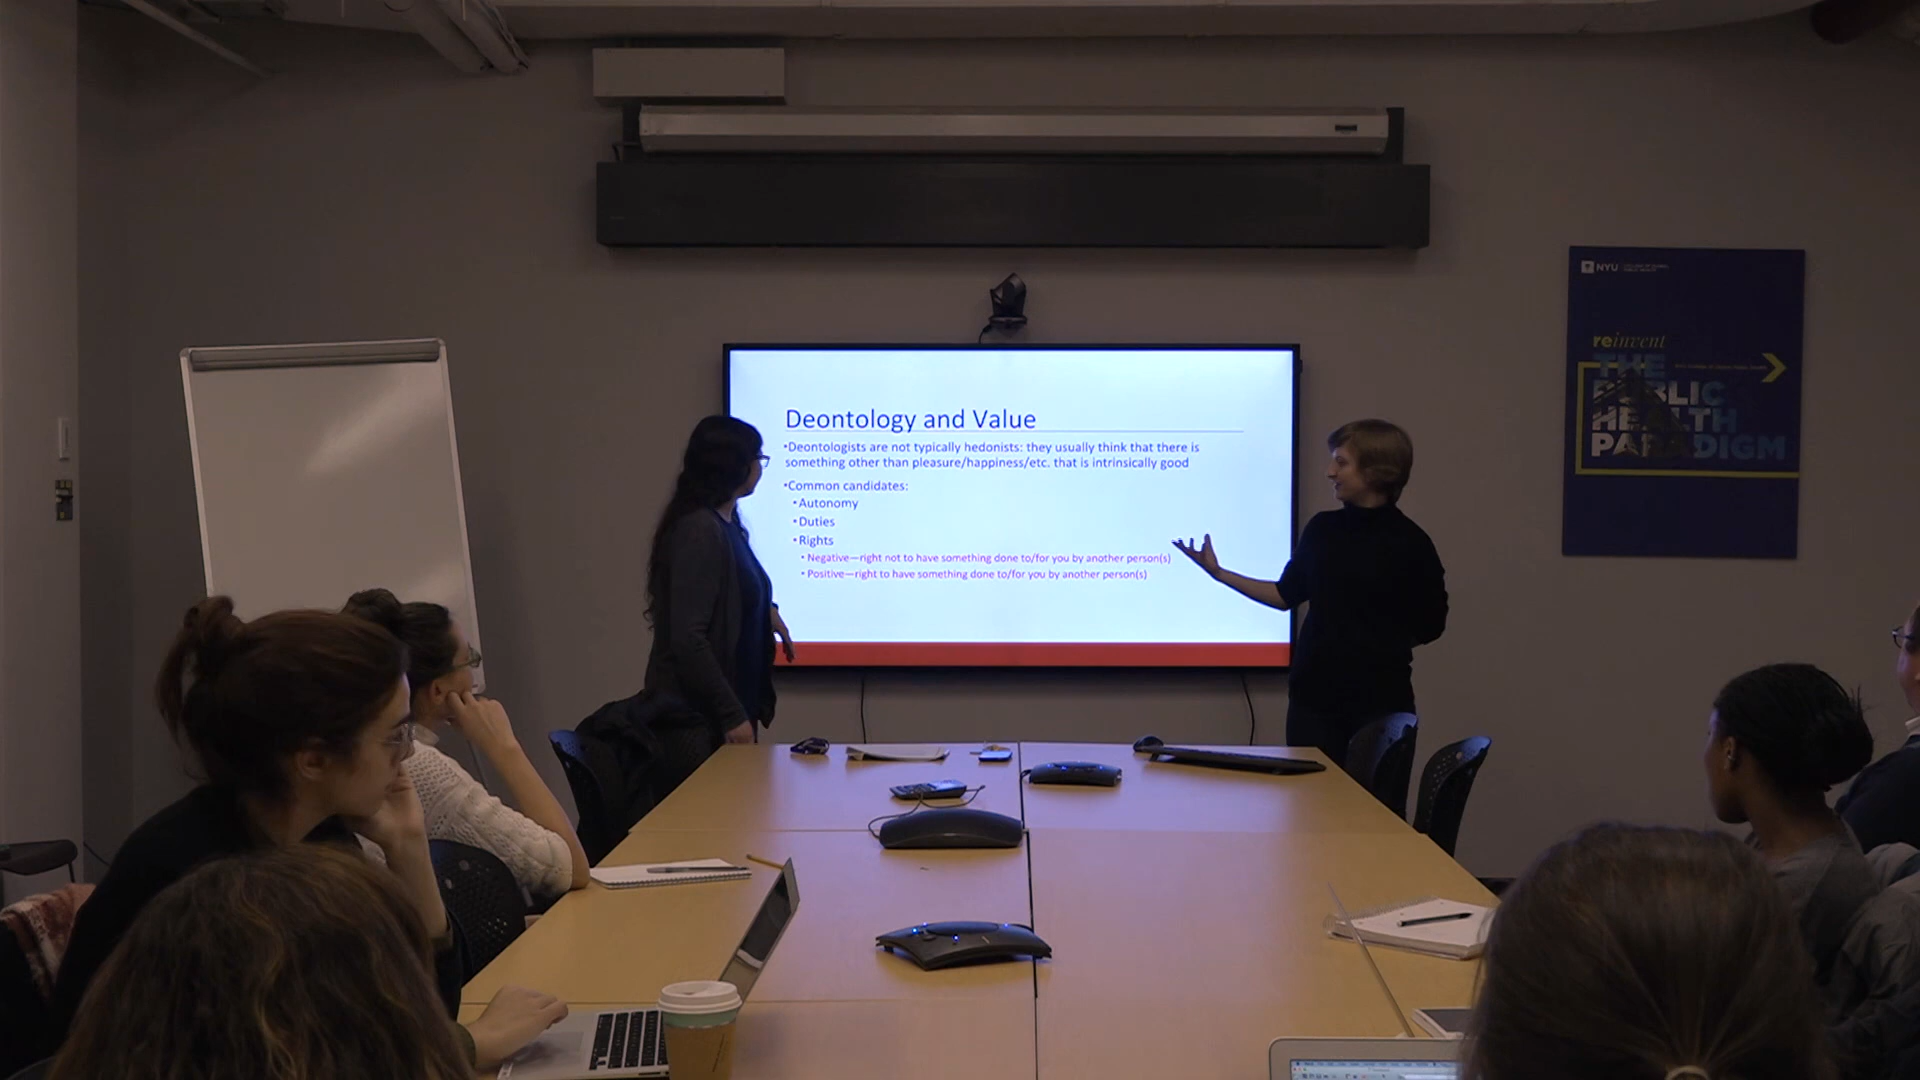 Deontology and Value
•Deontologists are not typically hedonists: they usually think that there is
something other than pleasure/happiness/etc. that is intrinsically good
•Common candidates:
•Autonomy
•Duties
•Rights
•Negative—right not to have something done to/for you by another person(s)
•Positive—right to have something done to/for you by another person(s)
NYU
reinvent
THE
PUBLIC
HEALTH
PARADIGM